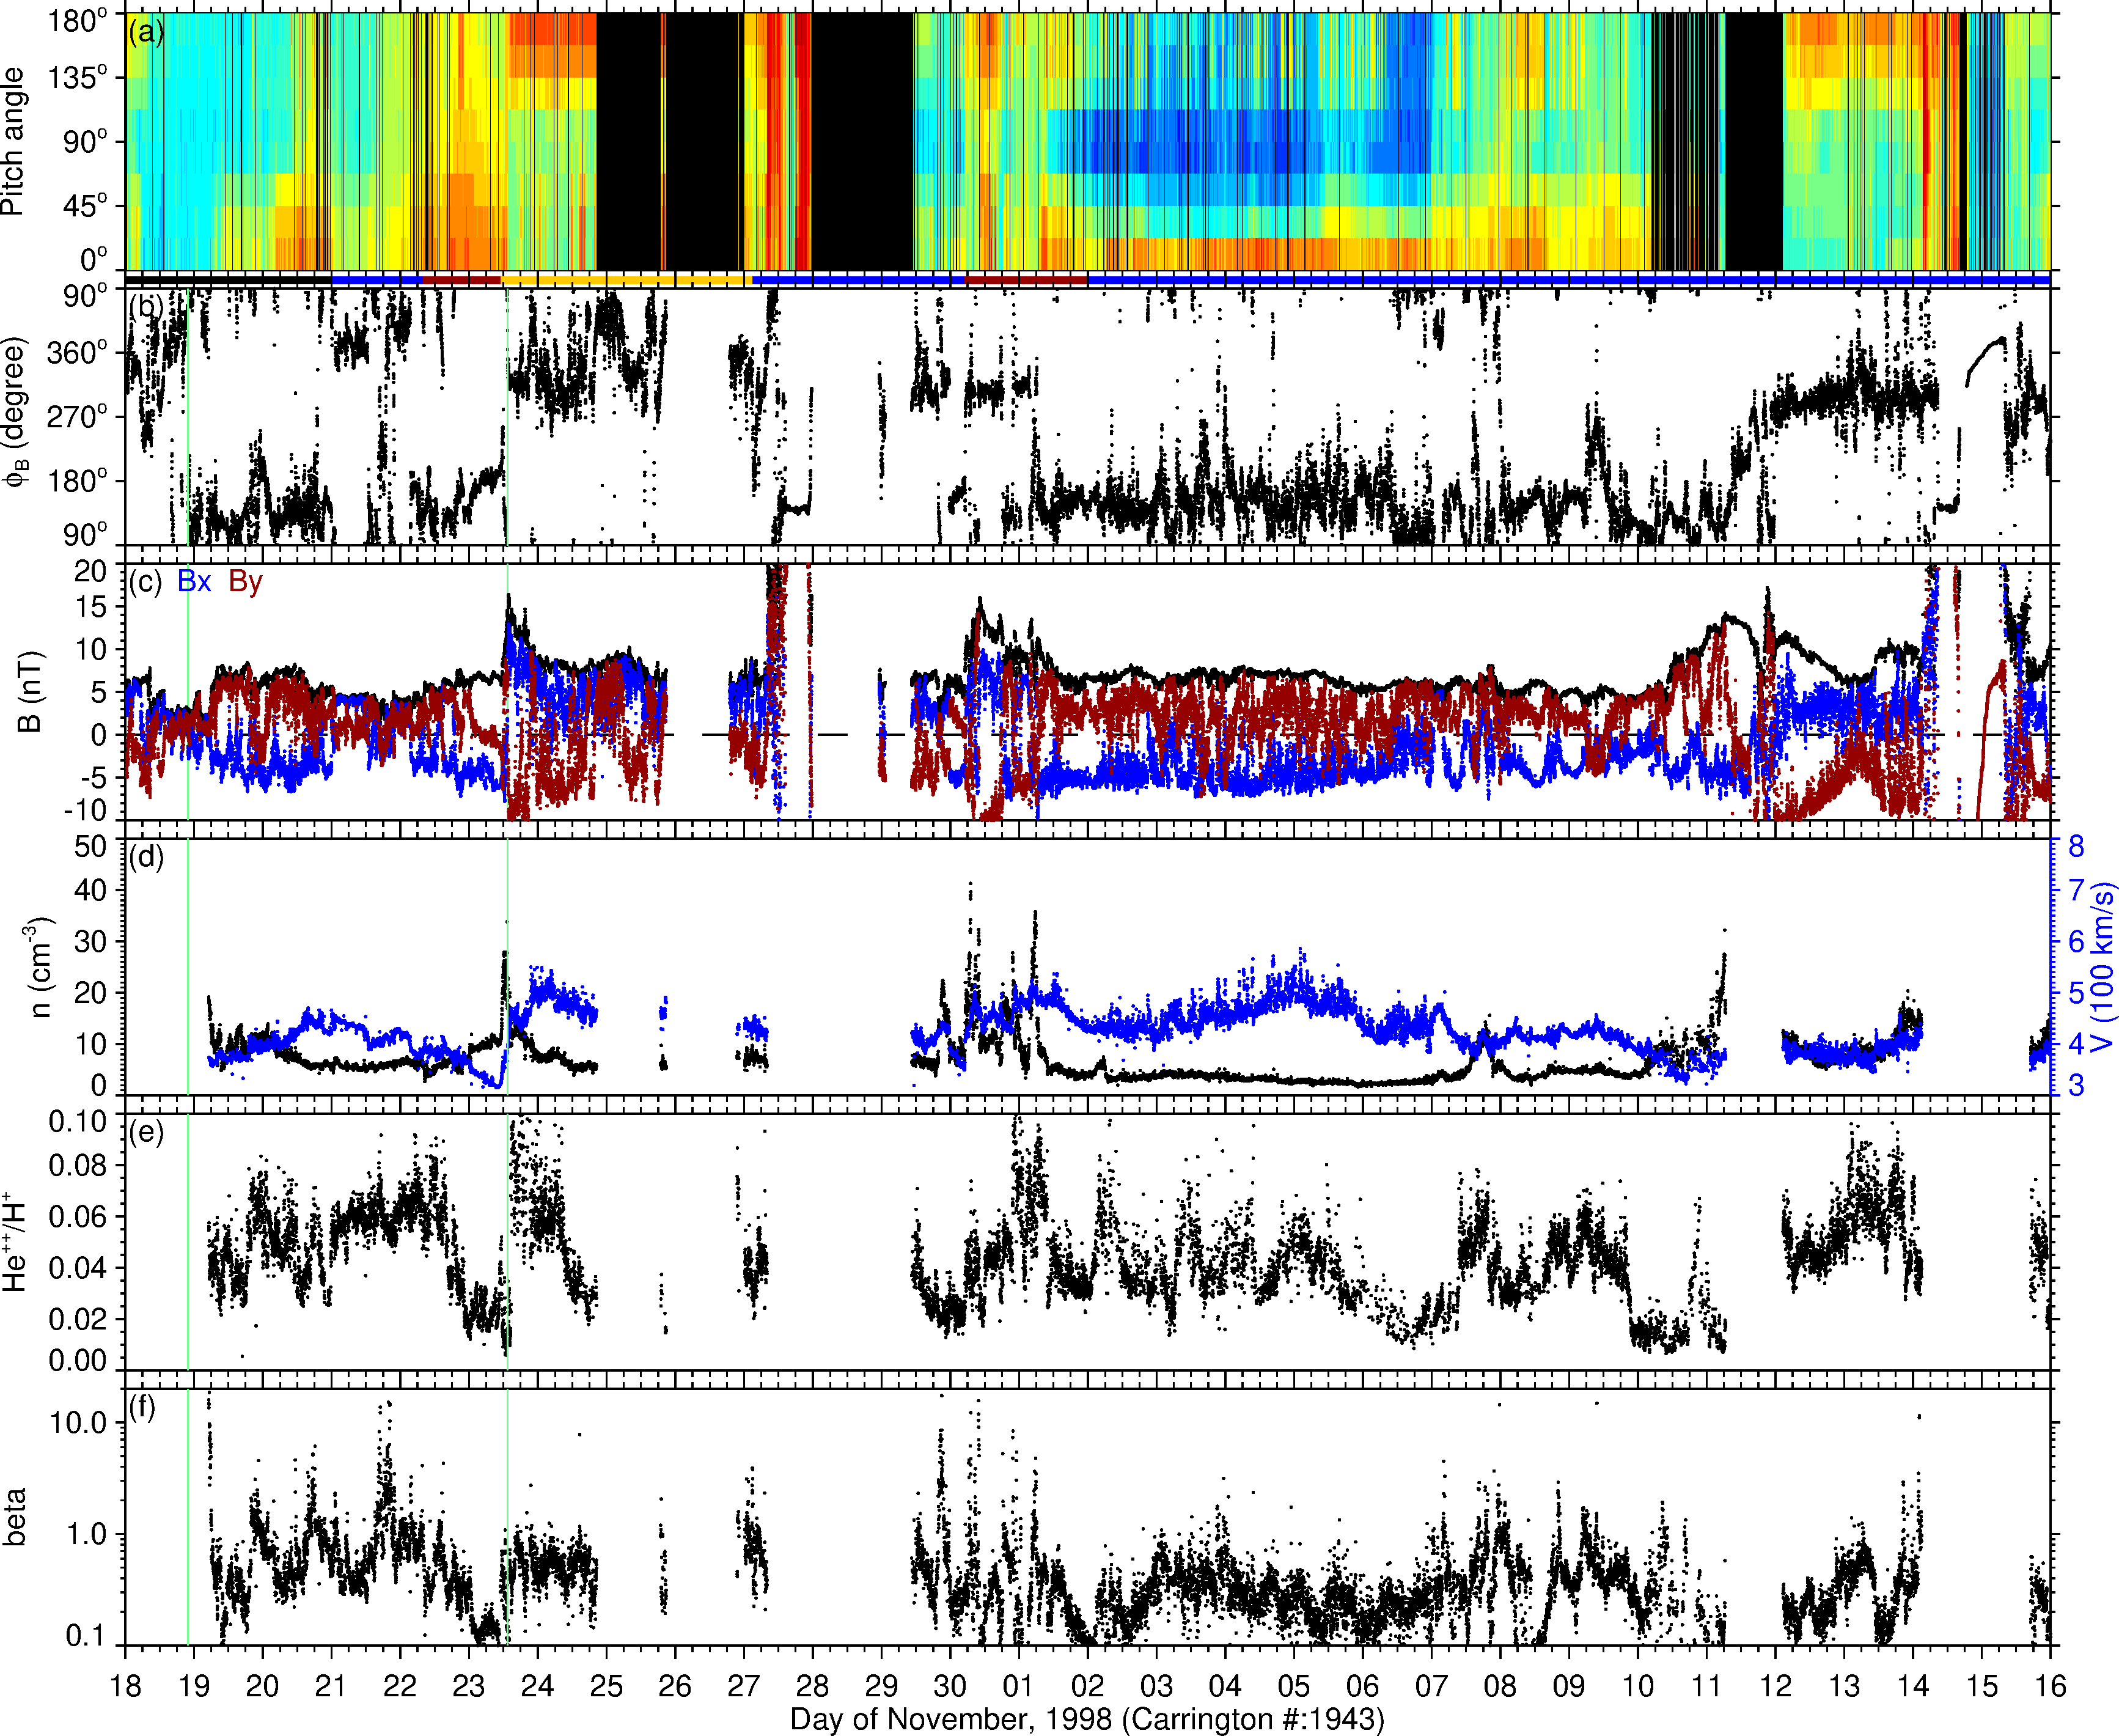 (a)
180°
135°
90°
45°
0°
Pitch angle
(b)
90°
360°
270°
180°
90°
ϕB (degree)
(c) Bx By
20
15
10
5
0
-5
-10
B (nT)
(d)
50
40
30
20
10
0
n (cm-3)
8
7
6
5
4
3
V (100 km/s)
(e)
0.10
0.08
0.06
0.04
0.02
0.00
He++/H+
(f)
10.0
1.0
0.1
beta
18 19 20 21 22 23 24 25 26 27 28 29 30 01 02 03 04 05 06 07 08 09 10 11 12 13 14 15 16
Day of November, 1998 (Carrington #:1943)